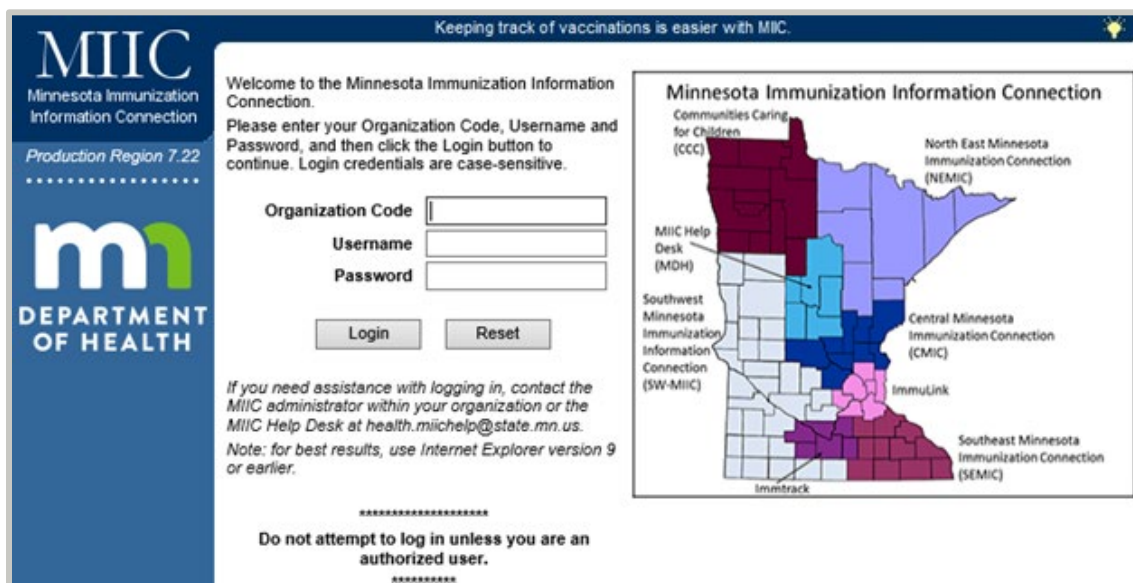 Keeping track of vaccinations is easier with MIIC.
MIIC
Minnesota Immunization
Information Connection
Production Region 7.22
mn
DEPARTMENT
OF HEALTH
Welcome to the Minnesota Immunization Information
Connection.
Please enter your Organization Code, Username and
Password, and then click the Login button to
continue. Login credentials are case-sensitive.
Organization Code
Username
Password
Login
Reset
If you need assistance with logging in, contact the
MIIC administrator within your organization or the
MIIC Help Desk at health.miichelp@state.mn.us.
Note: for best results, use Internet Explorer version 9
or earlier.
********************
Do not attempt to log in unless you are an
authorized user.
**********
Minnesota Immunization Information Connection
Communities Caring
for Children
(CCC)
North East Minnesota
Immunization Connection
(NEMIC)
MIIC Help
Desk
(MDH)
Southwest
Minnesota
Immunization
Information
Connection
(SW-MIIC)
Central Minnesota
Immunization Connection
(CMIC)
ImmuLink
Southeast Minnesota
Immunization Connection
(SEMIC)
Immtrack